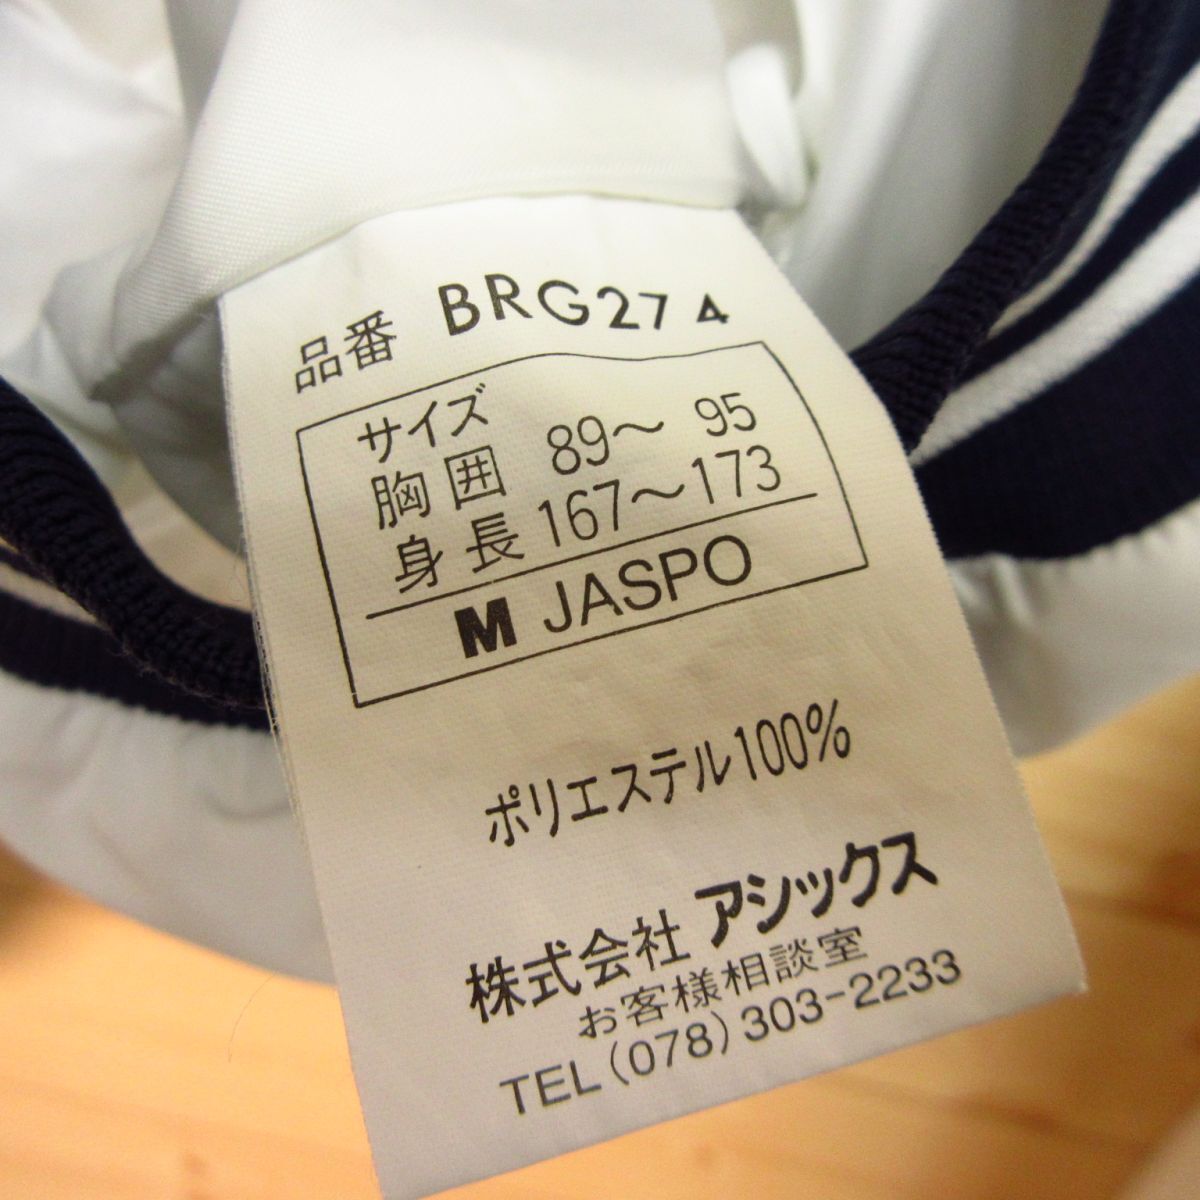 品番 BRG274
サイズ
胸囲 89～ 95
身長 167～173
M JASPO
ポリエステル100%
株式会社 アシックス
お客様相談室
TEL(078)303-2233